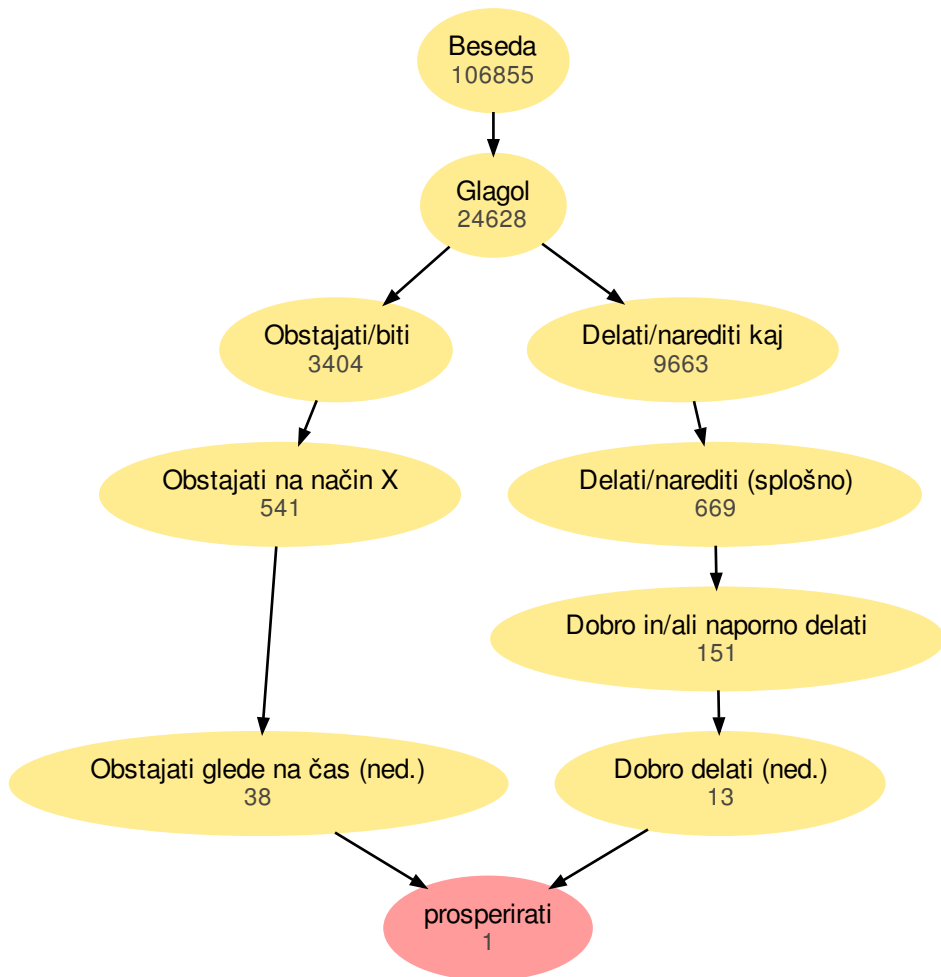 Beseda
106855
Glagol
24628
Obstajati/biti
3404
Delati/narediti kaj
9663
Obstajati na način X
541
Delati/narediti (splošno)
669
Dobro in/ali naporno delati
151
Obstajati glede na čas (ned.)
38
Dobro delati (ned.)
13
prosperirati
1